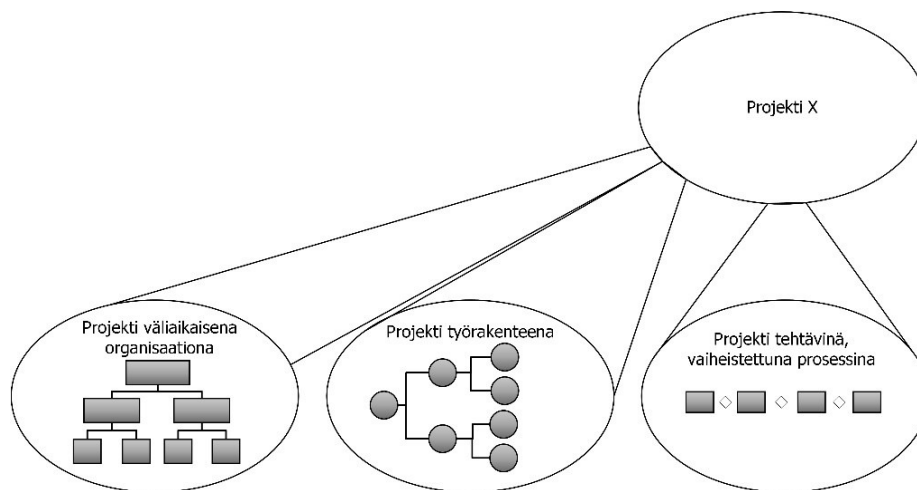 Projekti X
Projekti väliaikaisena
organisaationa
Projekti työrakenteena
Projekti tehtävinä,
vaiheistettuna prosessina